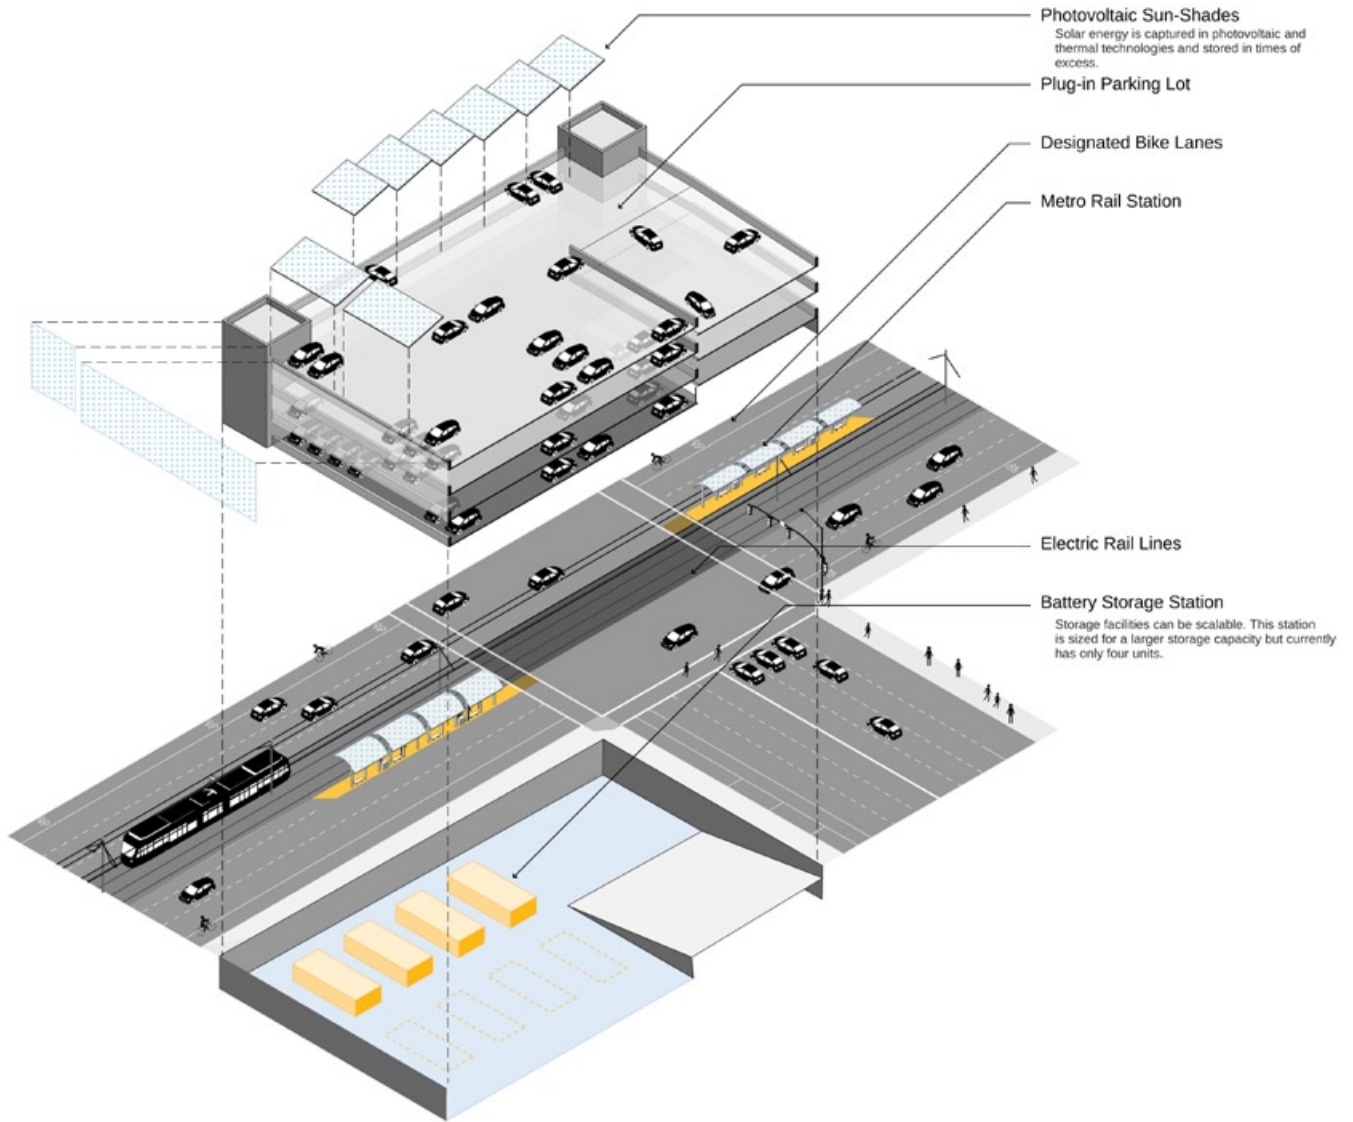 Photovoltaic Sun-Shades
Solar energy is captured in photovoltaic and
thermal technologies and stored in times of
excess.
Plug-in Parking Lot
Designated Bike Lanes
Metro Rail Station
Electric Rail Lines
Battery Storage Station
Storage facilities can be scalable. This station
is sized for a larger storage capacity but currently
has only four units.